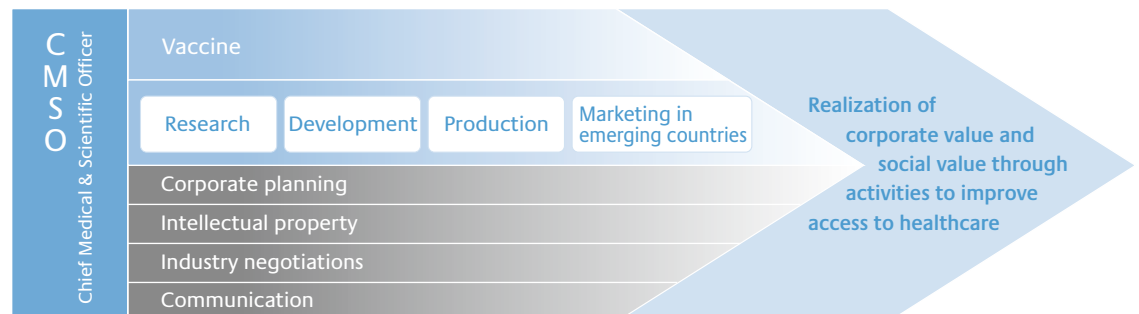 CMSO
Chief Medical & Scientific Officer
Vaccine
Research
Development
Production
Marketing in
emerging countries
Corporate planning
Intellectual property
Industry negotiations
Communication
Realization of
corporate value and
social value through
activities to improve
access to healthcare